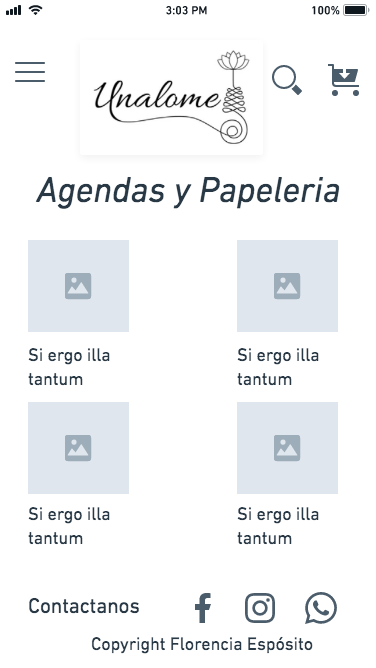 3:03 PM
100%
Unalome
Agendas y Papeleria
Si ergo illa
tantum
Si ergo illa
tantum
Si ergo illa
tantum
Si ergo illa
tantum
Contactanos
Copyright Florencia Espósito